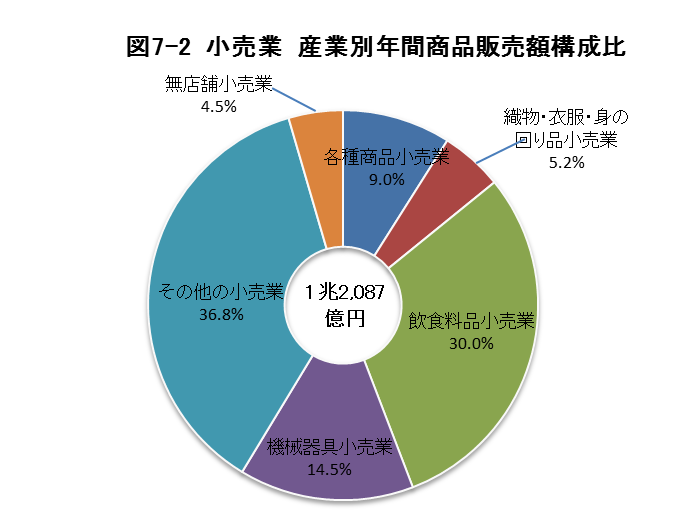 図7-2 小売業 産業別年間商品販売額構成比
無店舗小売業
4.5%
織物・衣服・身の
回り品小売業
5.2%
各種商品小売業
9.0%
その他の小売業
36.8%
1兆2,087
億円
飲食料品小売業
30.0%
機械器具小売業
14.5%